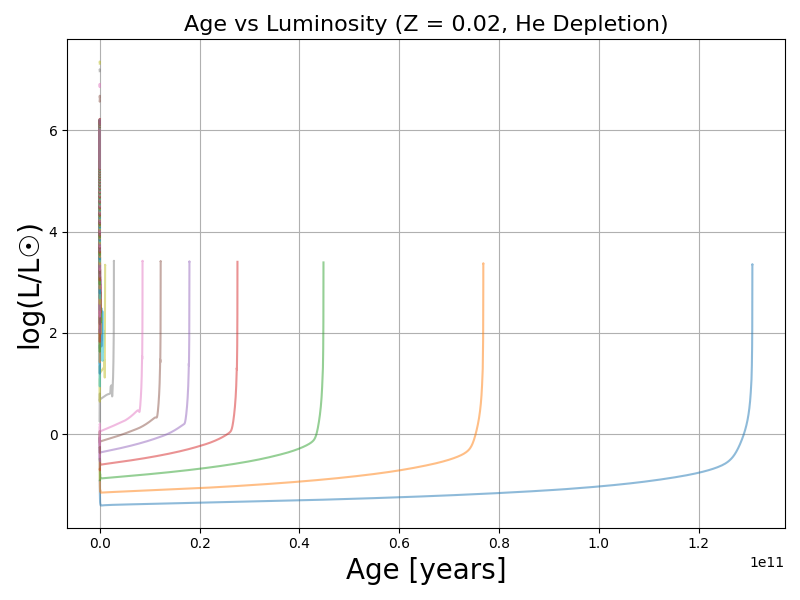 Age vs Luminosity (Z = 0.02, He Depletion)
log(L/L☉)
6
4
2
0
0.0 0.2 0.4 0.6 0.8 1.0 1.2
1e11
Age [years]